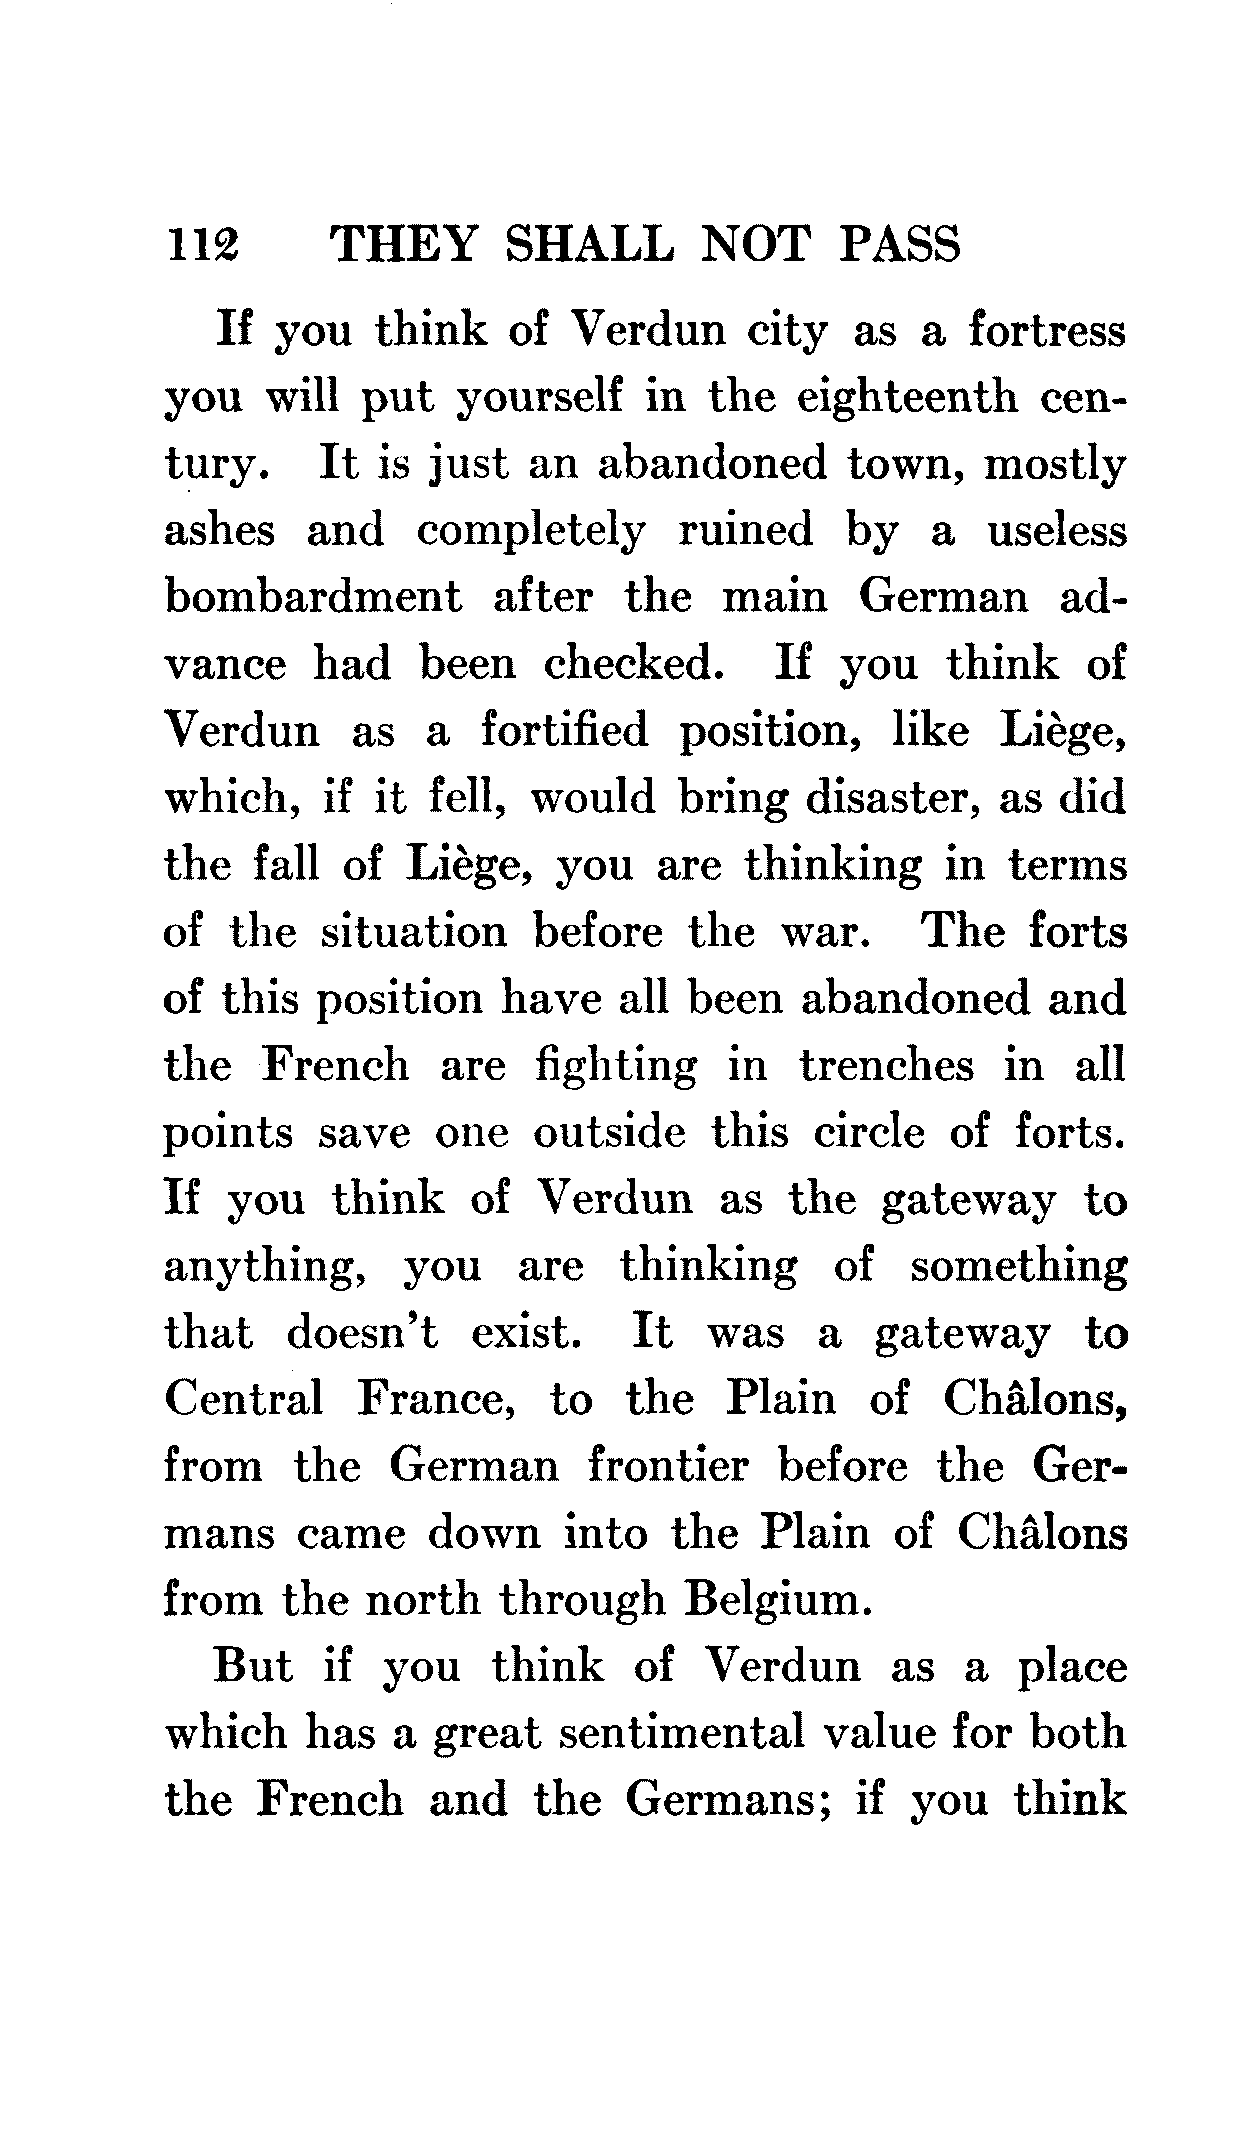 112 THEY SHALL NOT PASS
If you think of Verdun city as a fortress
you will put yourself in the eighteenth cen-
tury. It is just an abandoned town, mostly
ashes and completely ruined by a useless
bombardment after the main German ad-
vance had been checked. If you think of
Verdun as a fortified position, like Liège,
which, if it fell, would bring disaster, as did
the fall of Liège, you are thinking in terms
of the situation before the war. The forts
of this position have all been abandoned and
the French are fighting in trenches in all
points save one outside this circle of forts.
If you think of Verdun as the gateway to
anything, you are thinking of something
that doesn't exist. It was a gateway to
Central France, to the Plain of Châlons,
from the German frontier before the Ger-
mans came down into the Plain of Châlons
from the north through Belgium.
But if you think of Verdun as a place
which has a great sentimental value for both
the French and the Germans; if you think